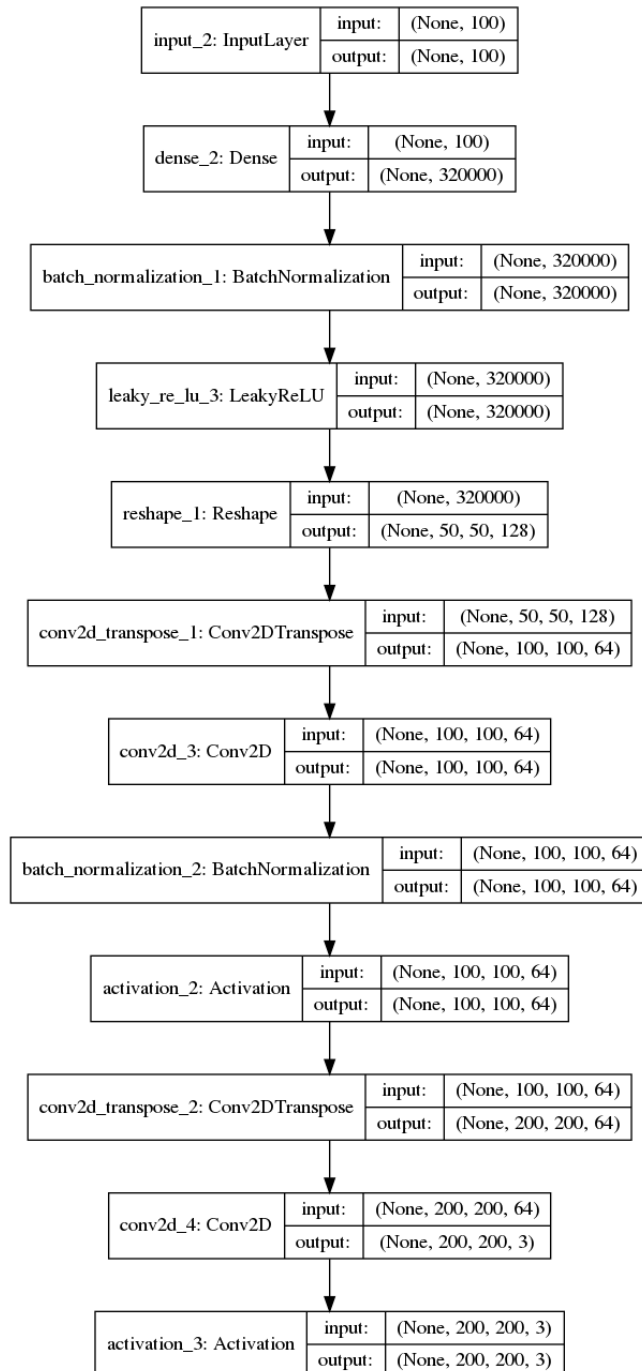 input_2: InputLayer
input: (None, 100)
output: (None, 100)
dense_2: Dense
input: (None, 100)
output: (None, 320000)
batch_normalization_1: BatchNormalization
input: (None, 320000)
output: (None, 320000)
leaky_re_lu_3: LeakyReLU
input: (None, 320000)
output: (None, 320000)
reshape_1: Reshape
input: (None, 320000)
output: (None, 50, 50, 128)
conv2d_transpose_1: Conv2DTranspose
input: (None, 50, 50, 128)
output: (None, 100, 100, 64)
conv2d_3: Conv2D
input: (None, 100, 100, 64)
output: (None, 100, 100, 64)
batch_normalization_2: BatchNormalization
input: (None, 100, 100, 64)
output: (None, 100, 100, 64)
activation_2: Activation
input: (None, 100, 100, 64)
output: (None, 100, 100, 64)
conv2d_transpose_2: Conv2DTranspose
input: (None, 100, 100, 64)
output: (None, 200, 200, 64)
conv2d_4: Conv2D
input: (None, 200, 200, 64)
output: (None, 200, 200, 3)
activation_3: Activation
input: (None, 200, 200, 3)
output: (None, 200, 200, 3)